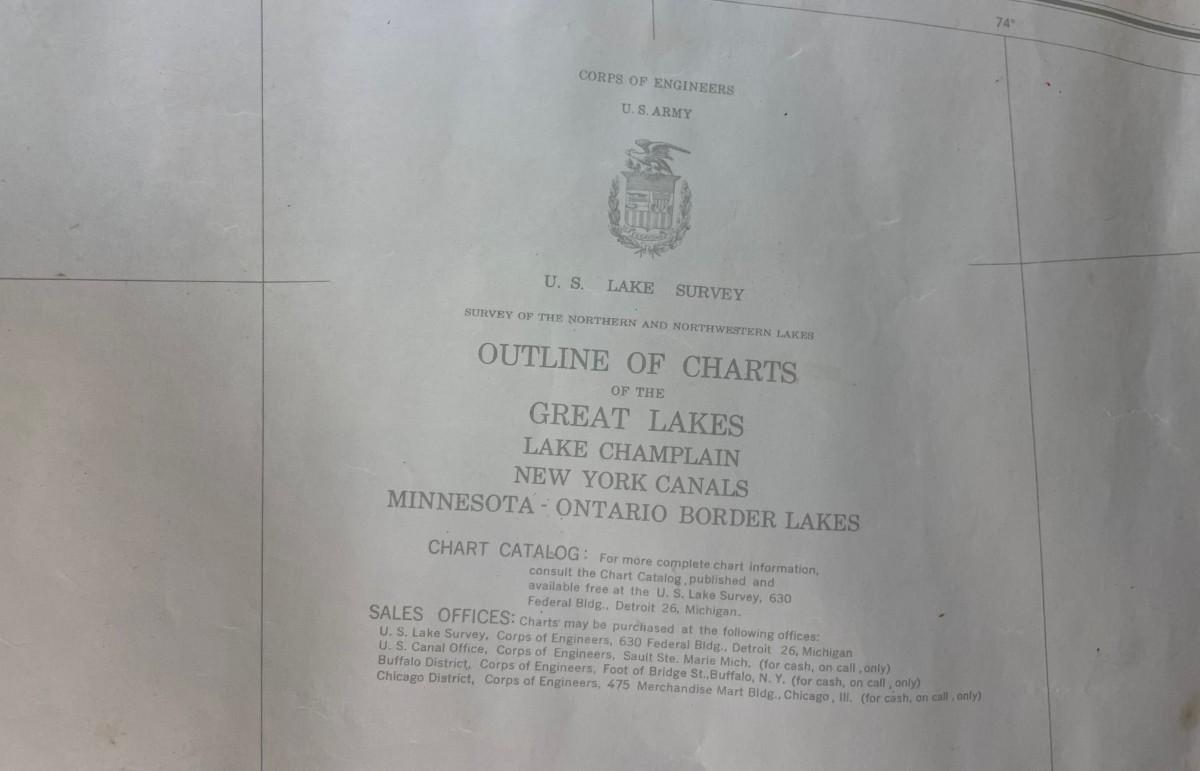 74°
CORPS OF ENGINEERS
U. S. ARMY
U. S. LAKE SURVEY
SURVEY OF THE NORTHERN AND NORTHWESTERN LAKES
OUTLINE OF CHARTS
OF THE
GREAT LAKES
LAKE CHAMPLAIN
NEW YORK CANALS
MINNESOTA - ONTARIO BORDER LAKES
CHART CATALOG: For more complete chart information,
consult the Chart Catalog, published and
available free at the U. S. Lake Survey, 630
Federal Bldg., Detroit 26, Michigan.
SALES OFFICES: Charts may be purchased at the following offices:
U. S. Lake Survey, Corps of Engineers, 630 Federal Bldg., Detroit 26, Michigan
U. S. Canal Office, Corps of Engineers, Sault Ste. Marie Mich. (for cash, on call, only)
Buffalo District, Corps of Engineers, Foot of Bridge St., Buffalo, N. Y. (for cash, on call, only)
Chicago District, Corps of Engineers, 475 Merchandise Mart Bldg., Chicago, Ill. (for cash, on call, only)